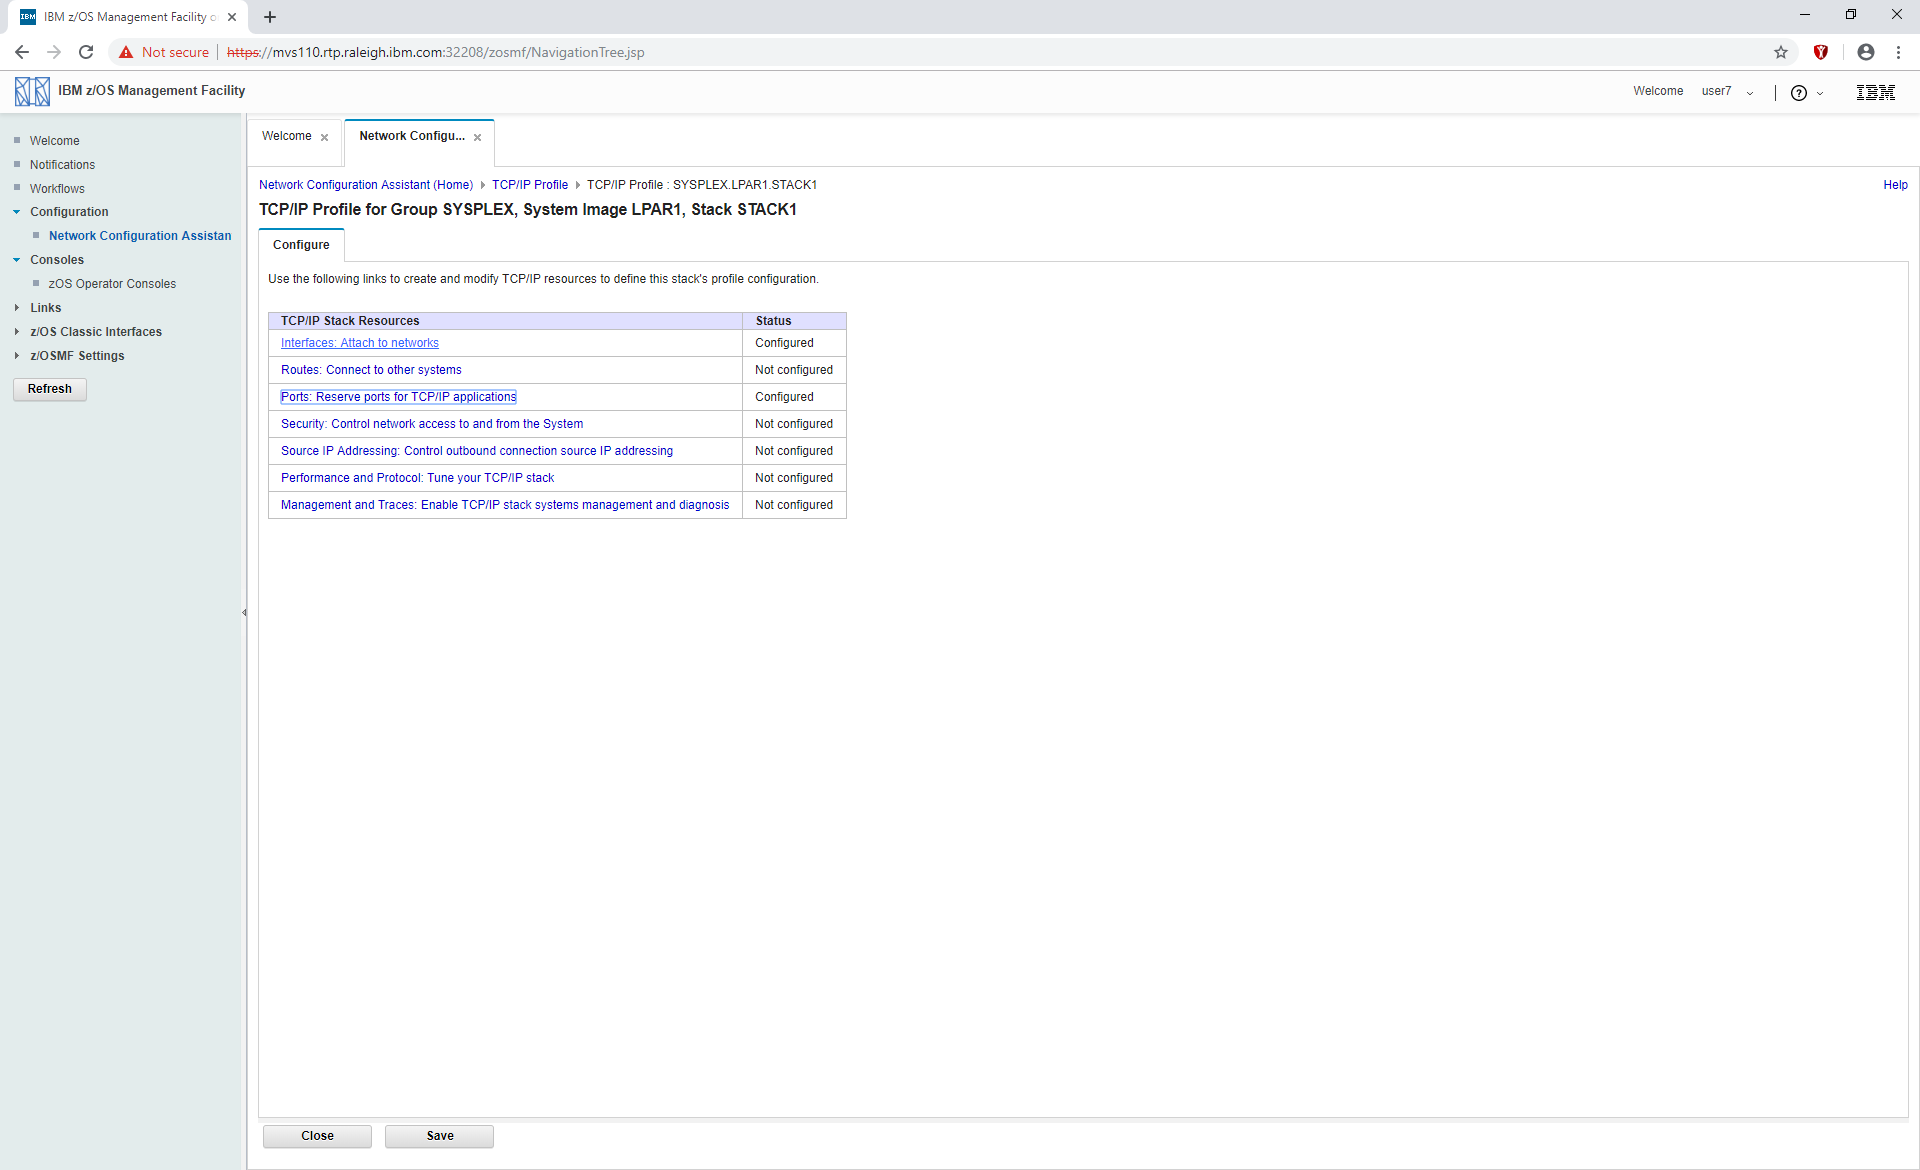 IBM IBM z/OS Management Facility o
Not secure https://mvs110.rtp.raleigh.ibm.com:32208/zosmf/NavigationTree.jsp
IBM z/OS Management Facility
Welcome user7 ? IBM
Welcome
Notifications
Workflows
Configuration
Network Configuration Assistan
Consoles
zOS Operator Consoles
Links
z/OS Classic Interfaces
z/OSMF Settings
Refresh
Welcome
Network Configu...
Network Configuration Assistant (Home) TCP/IP Profile TCP/IP Profile : SYSPLEX.LPAR1.STACK1
Help
TCP/IP Profile for Group SYSPLEX, System Image LPAR1, Stack STACK1
Configure
Use the following links to create and modify TCP/IP resources to define this stack's profile configuration.
TCP/IP Stack Resources Status
Interfaces: Attach to networks Configured
Routes: Connect to other systems Not configured
Ports: Reserve ports for TCP/IP applications Configured
Security: Control network access to and from the System Not configured
Source IP Addressing: Control outbound connection source IP addressing Not configured
Performance and Protocol: Tune your TCP/IP stack Not configured
Management and Traces: Enable TCP/IP stack systems management and diagnosis Not configured
Close Save